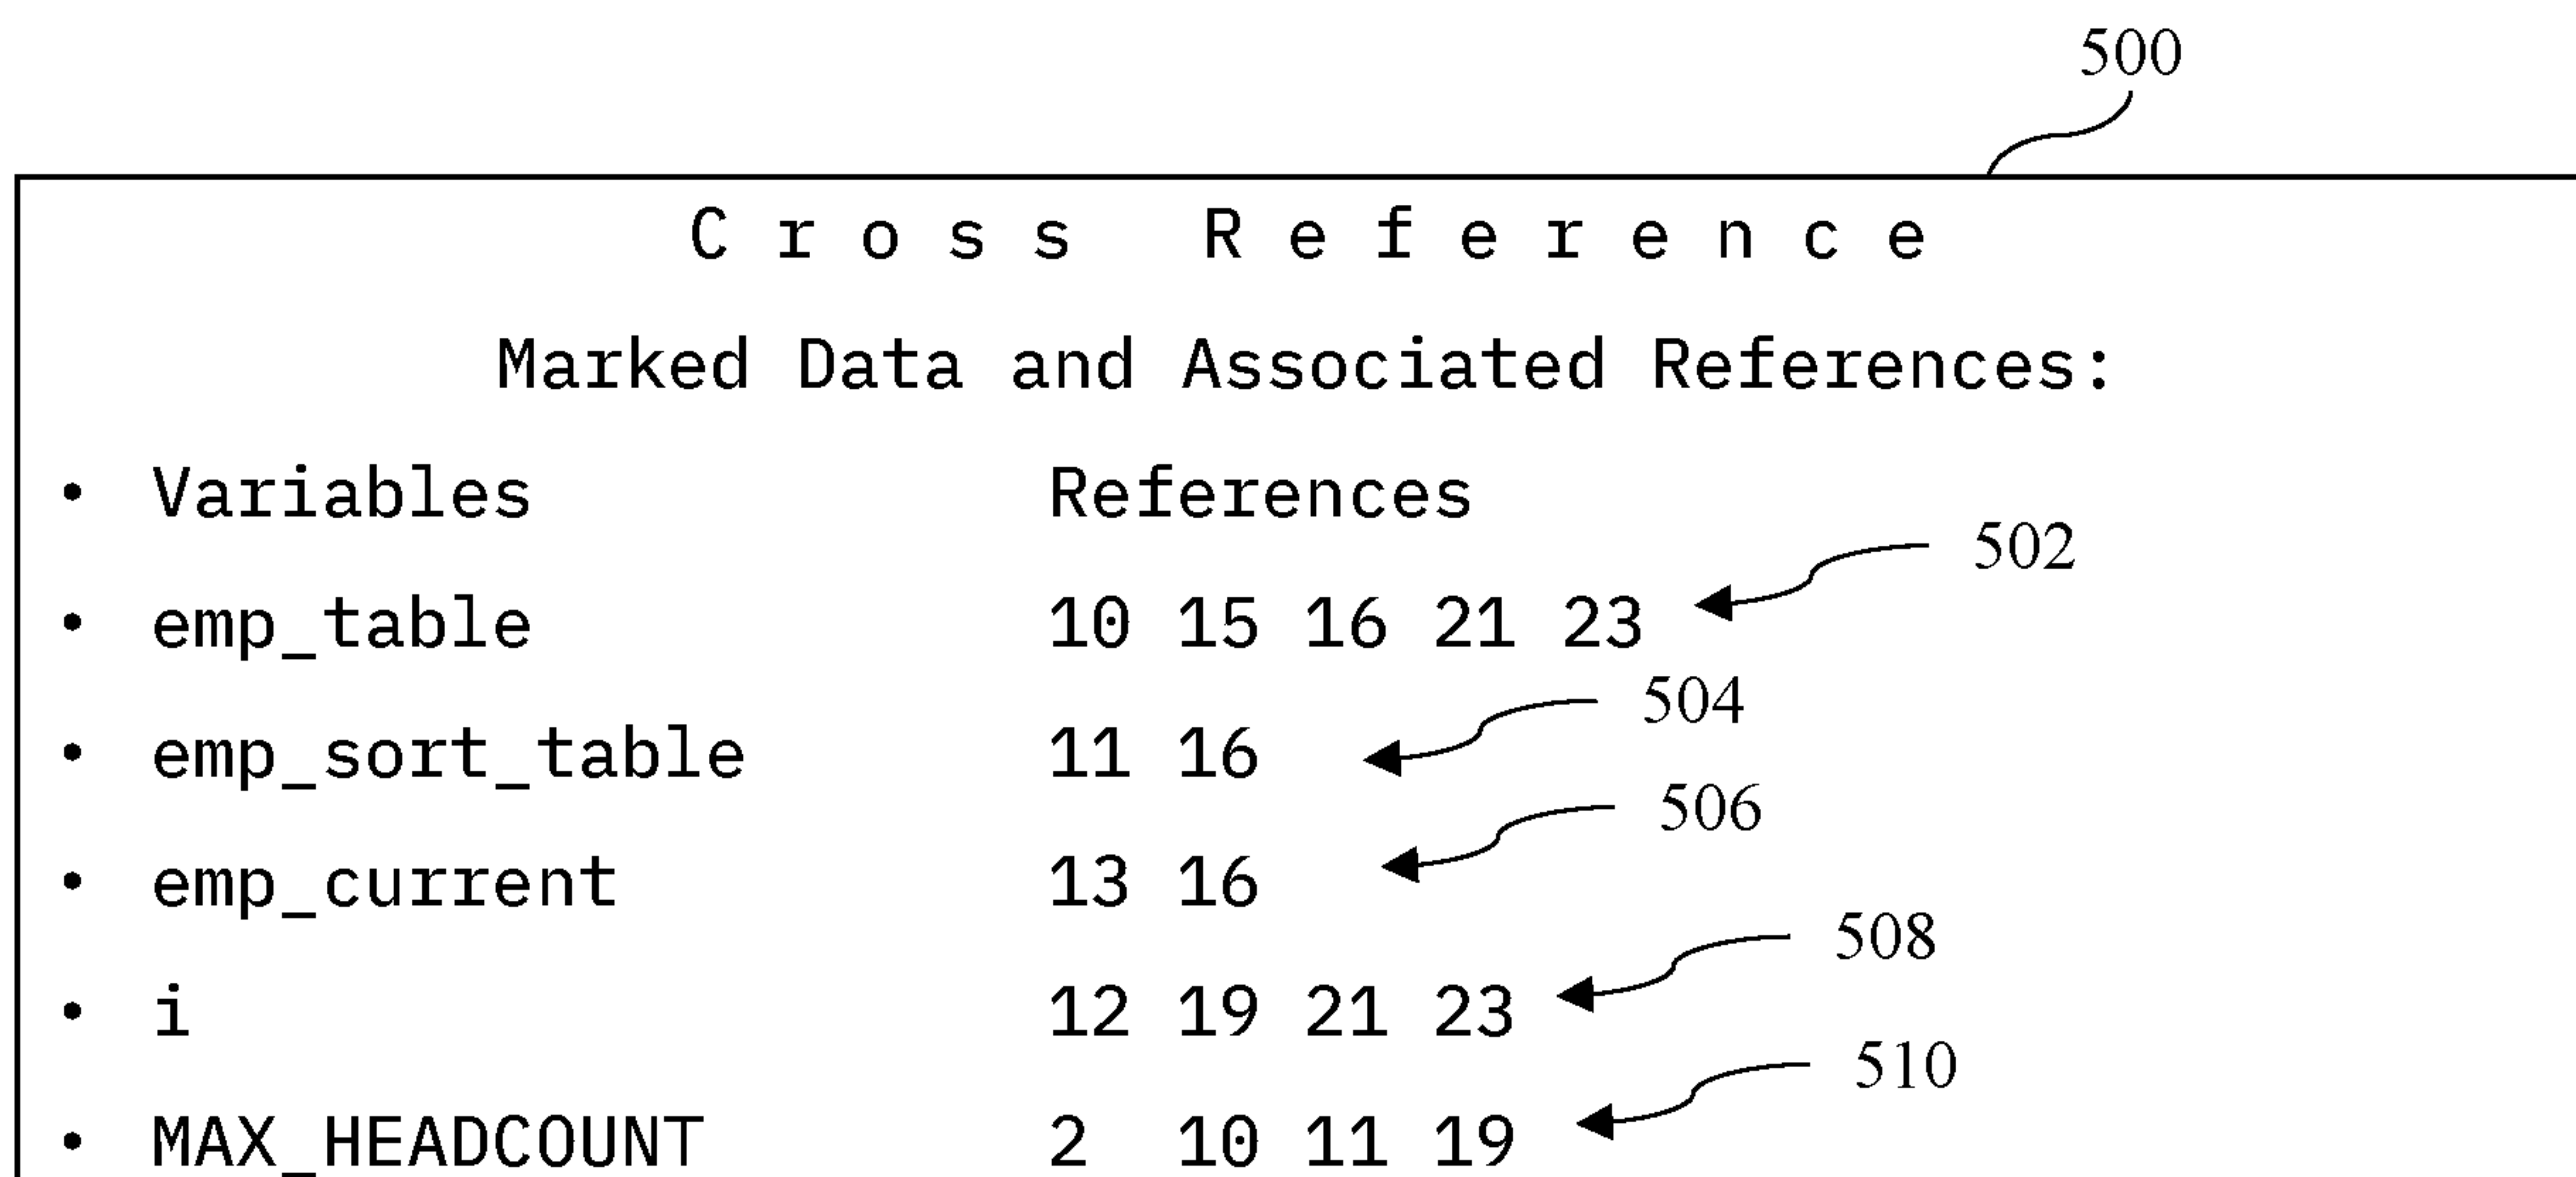 500
C r o s s   R e f e r e n c e
Marked Data and Associated References:
• Variables References
502
• emp_table 10 15 16 21 23
504
• emp_sort_table 11 16
506
• emp_current 13 16
508
• i 12 19 21 23
510
• MAX_HEADCOUNT 2 10 11 19